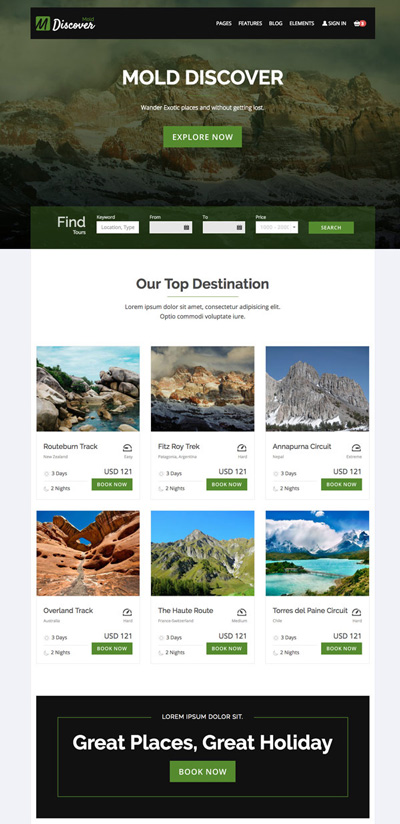 Mold
M Discover
PAGES FEATURES BLOG ELEMENTS SIGN IN
MOLD DISCOVER
Wander Exotic places and without getting lost.
EXPLORE NOW
Find
Tours
Keyword From To Price
Location, Type
SEARCH
Our Top Destination
Lorem ipsum dolor sit amet, consectetur adipisicing elit.
Optio commodi voluptate iure.
Routeburn Track
New Zealand Easy
3 Days USD 121
2 Nights BOOK NOW
Fitz Roy Trek
Patagonia, Argentina Hard
3 Days USD 121
2 Nights BOOK NOW
Annapurna Circuit
Nepal Extreme
3 Days USD 121
2 Nights BOOK NOW
Overland Track
Australia Hard
3 Days USD 121
2 Nights BOOK NOW
The Haute Route
France-Switzerland Medium
3 Days USD 121
2 Nights BOOK NOW
Torres del Paine Circuit
Chile Hard
3 Days USD 121
2 Nights BOOK NOW
LOREM IPSUM DOLOR SIT.
Great Places, Great Holiday
BOOK NOW